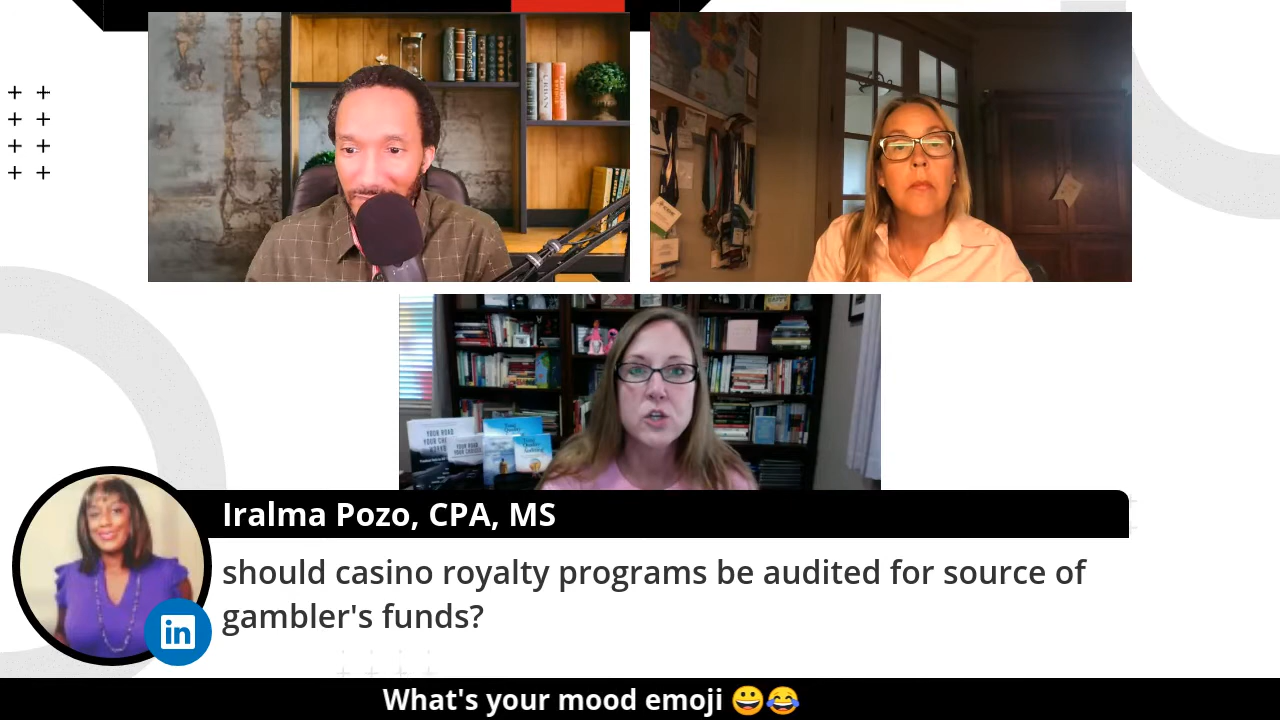 Iralma Pozo, CPA, MS
should casino royalty programs be audited for source of
gambler's funds?
in
What's your mood emoji 😀😂